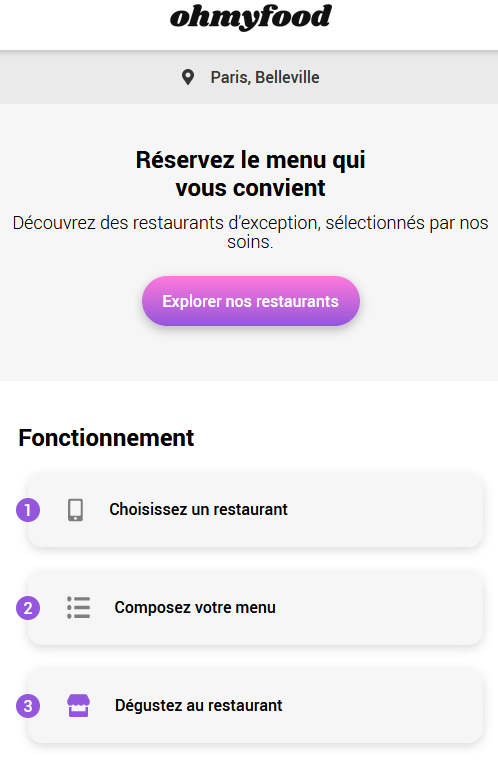 ohmyfood
Paris, Belleville
Réservez le menu qui
vous convient
Découvrez des restaurants d'exception, sélectionnés par nos
soins.
Explorer nos restaurants
Fonctionnement
1 Choisissez un restaurant
2 Composez votre menu
3 Dégustez au restaurant